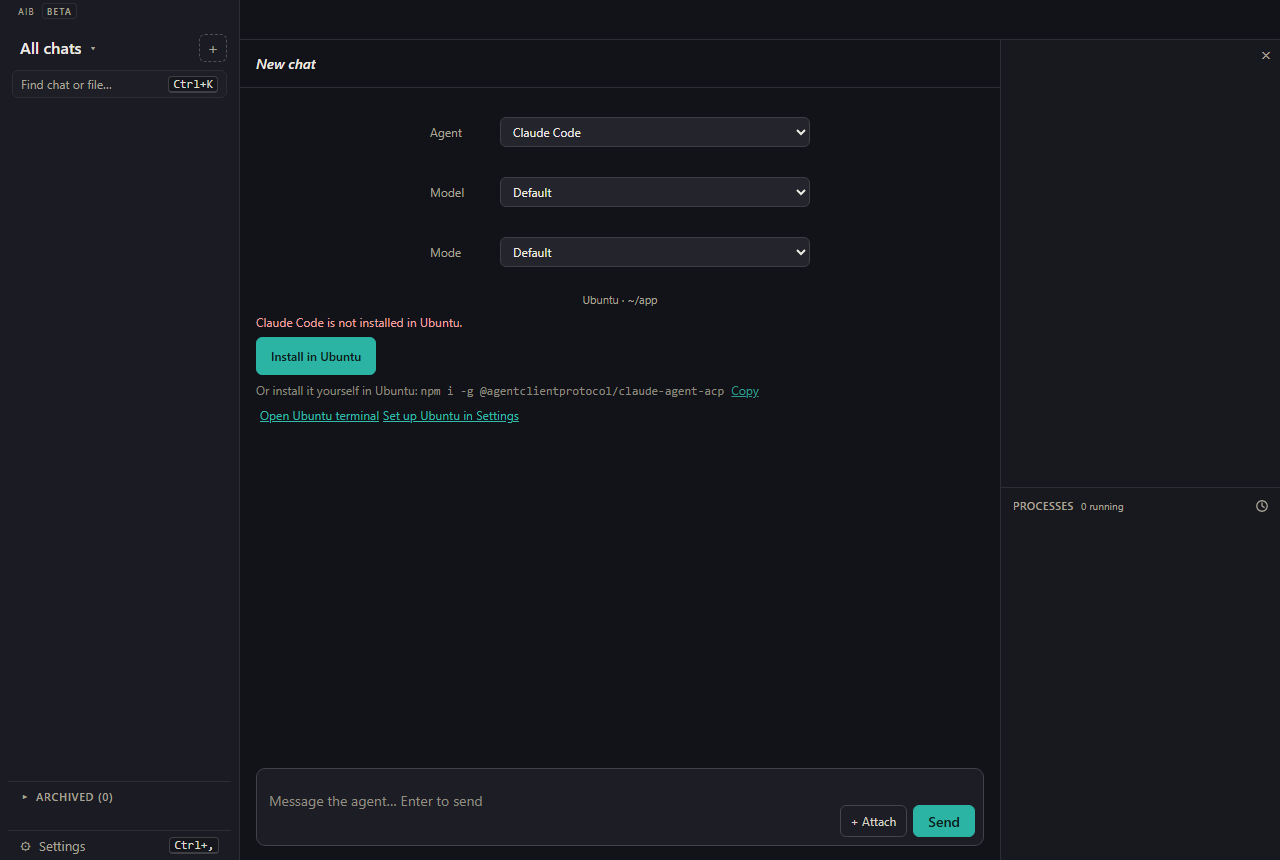 AIB BETA
All chats
+
Find chat or file... Ctrl+K
ARCHIVED (0)
Settings Ctrl+,
New chat
Agent Claude Code
Model Default
Mode Default
Ubuntu · ~/app
Claude Code is not installed in Ubuntu.
Install in Ubuntu
Or install it yourself in Ubuntu: npm i -g @agentclientprotocol/claude-agent-acp Copy
Open Ubuntu terminal Set up Ubuntu in Settings
Message the agent... Enter to send
+ Attach Send
×
PROCESSES 0 running